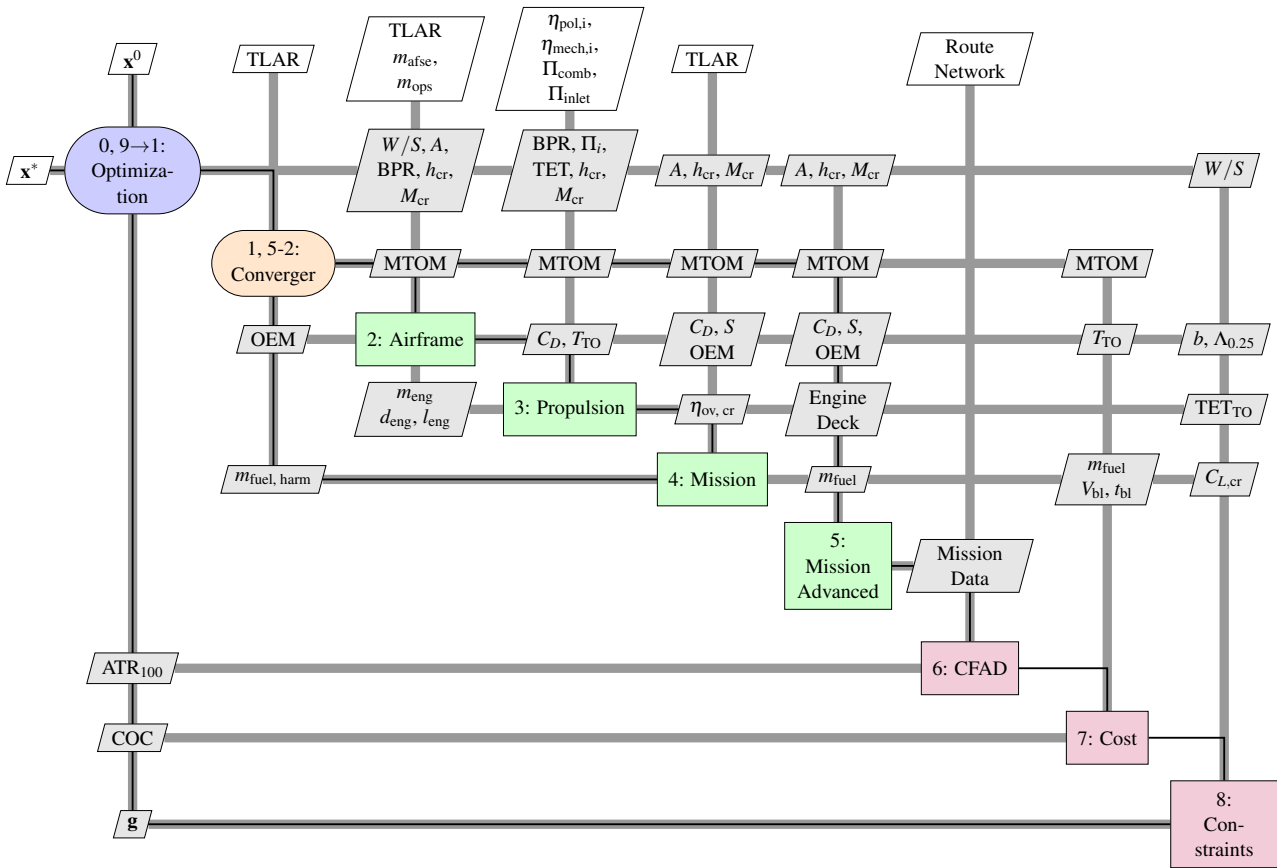 x⁰
TLAR
TLAR
m_afse,
m_ops
η_pol,i,
η_mech,i,
Π_comb,
Π_inlet
TLAR
Route
Network
x*
0, 9→1:
Optimiza-
tion
W/S, A,
BPR, h_cr,
M_cr
BPR, Π_i,
TET, h_cr,
M_cr
A, h_cr, M_cr
A, h_cr, M_cr
W/S
1, 5-2:
Converger
MTOM
MTOM
MTOM
MTOM
MTOM
OEM
2: Airframe
C_D, T_TO
C_D, S
OEM
C_D, S,
OEM
T_TO
b, Λ_0.25
m_eng
d_eng, l_eng
3: Propulsion
η_ov, cr
Engine
Deck
TET_TO
m_fuel, harm
4: Mission
m_fuel
m_fuel
V_bl, t_bl
C_L,cr
5:
Mission
Advanced
Mission
Data
ATR_100
6: CFAD
COC
7: Cost
g
8:
Con-
straints